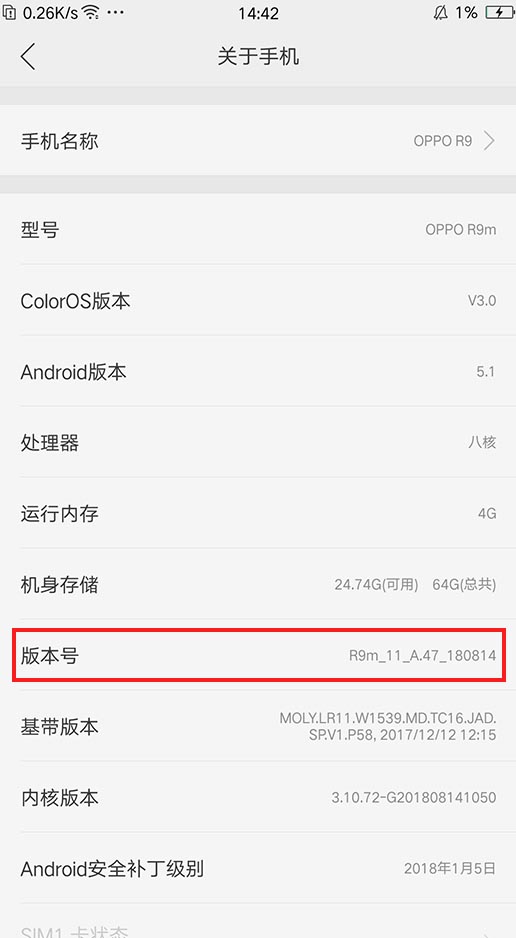 0.26K/s ··· 14:42 1%
关于手机
手机名称 OPPO R9
型号 OPPO R9m
ColorOS版本 V3.0
Android版本 5.1
处理器 八核
运行内存 4G
机身存储 24.74G(可用) 64G(总共)
版本号 R9m_11_A.47_180814
基带版本 MOLY.LR11.W1539.MD.TC16.JAD.
SP.V1.P58, 2017/12/12 12:15
内核版本 3.10.72-G201808141050
Android安全补丁级别 2018年1月5日
SIM1 卡状态